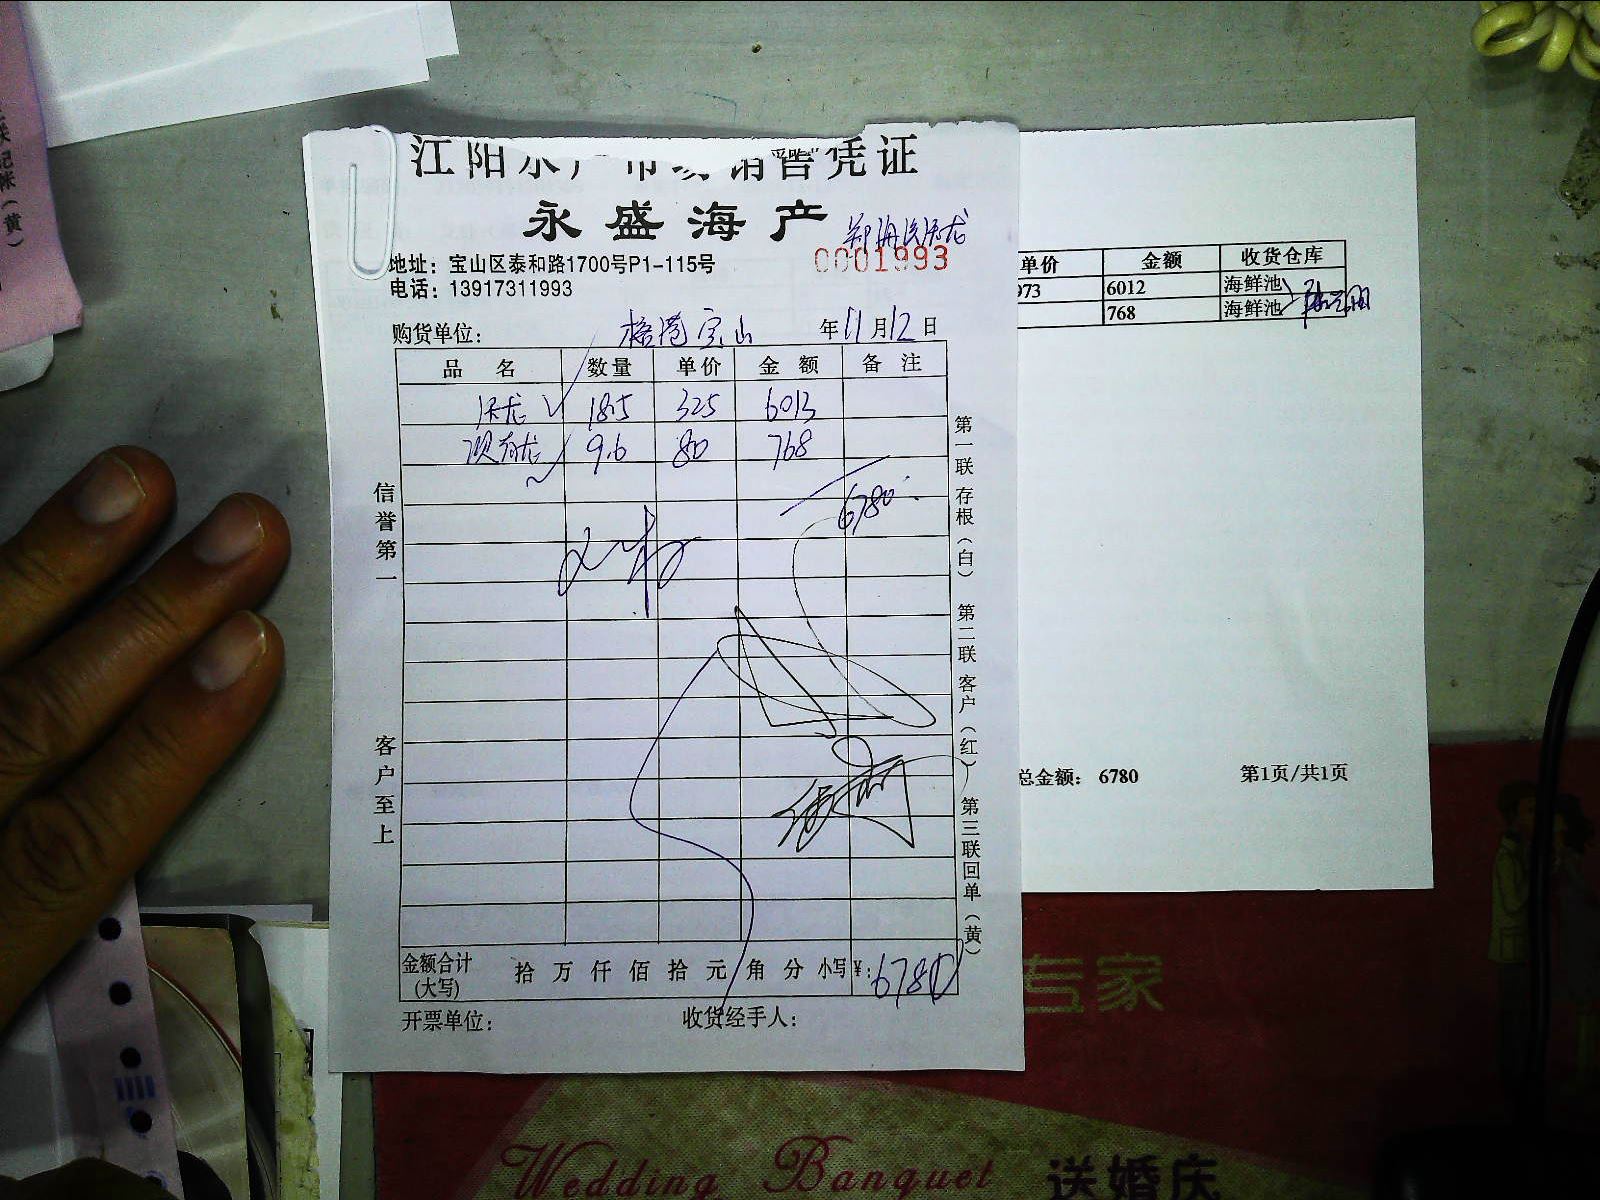 江阳水产市场销售凭证
永盛海产
0001993
地址：宝山区泰和路1700号P1-115号
电话：13917311993
购货单位：
宝山 年11月12日
品 名 数量 单价 金 额 备 注
18.5 325 6013
9.6 80 768
6780
信誉第一
客户至上
第一联 存根（白） 第二联 客户（红） 第三联 回单（黄）
金额合计(大写) 拾 万 仟 佰 拾 元 角 分 小写¥：6780
开票单位： 收货经手人：
单价 金额 收货仓库
973 6012 海鲜池
768 海鲜池
总金额： 6780 第1页/共1页
专家
Wedding Banquet 送婚庆